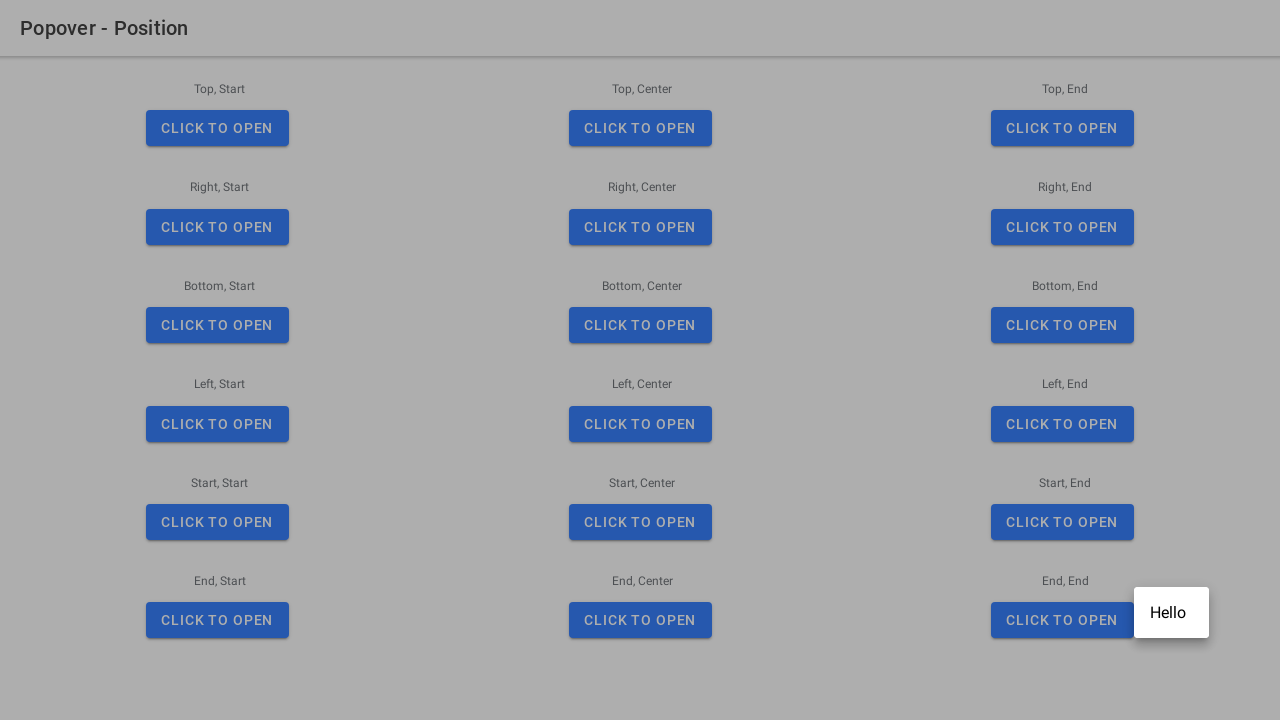 Popover - Position
Top, Start
Top, Center
Top, End
CLICK TO OPEN
CLICK TO OPEN
CLICK TO OPEN
Right, Start
Right, Center
Right, End
CLICK TO OPEN
CLICK TO OPEN
CLICK TO OPEN
Bottom, Start
Bottom, Center
Bottom, End
CLICK TO OPEN
CLICK TO OPEN
CLICK TO OPEN
Left, Start
Left, Center
Left, End
CLICK TO OPEN
CLICK TO OPEN
CLICK TO OPEN
Start, Start
Start, Center
Start, End
CLICK TO OPEN
CLICK TO OPEN
CLICK TO OPEN
End, Start
End, Center
End, End
CLICK TO OPEN
CLICK TO OPEN
CLICK TO OPEN
Hello